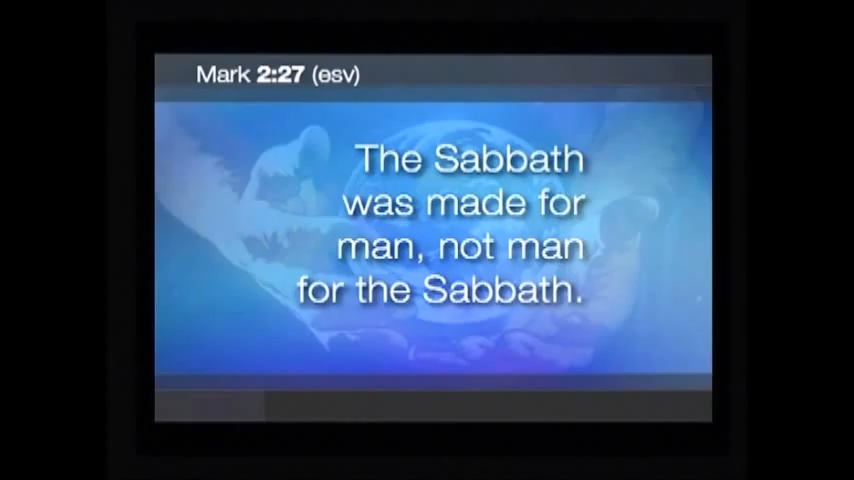 Mark 2:27 (esv)
The Sabbath
was made for
man, not man
for the Sabbath.